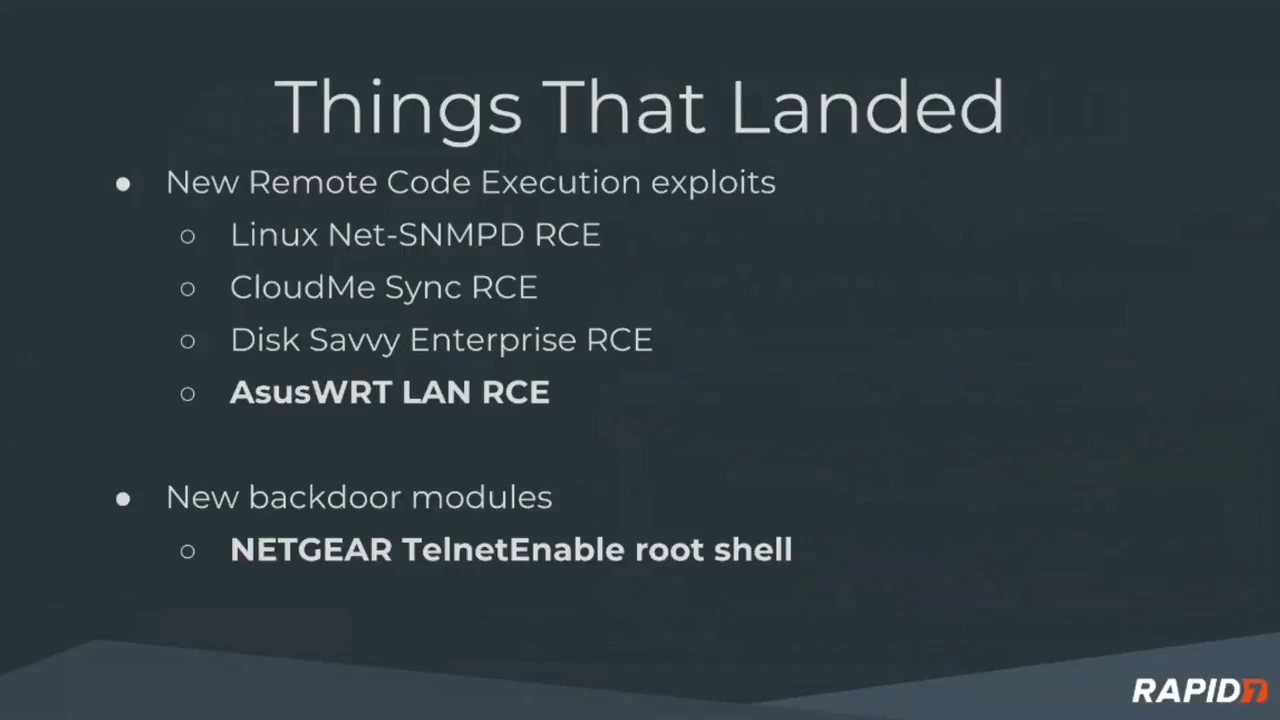 Things That Landed
● New Remote Code Execution exploits
○ Linux Net-SNMPD RCE
○ CloudMe Sync RCE
○ Disk Savvy Enterprise RCE
○ AsusWRT LAN RCE
● New backdoor modules
○ NETGEAR TelnetEnable root shell
RAPID7